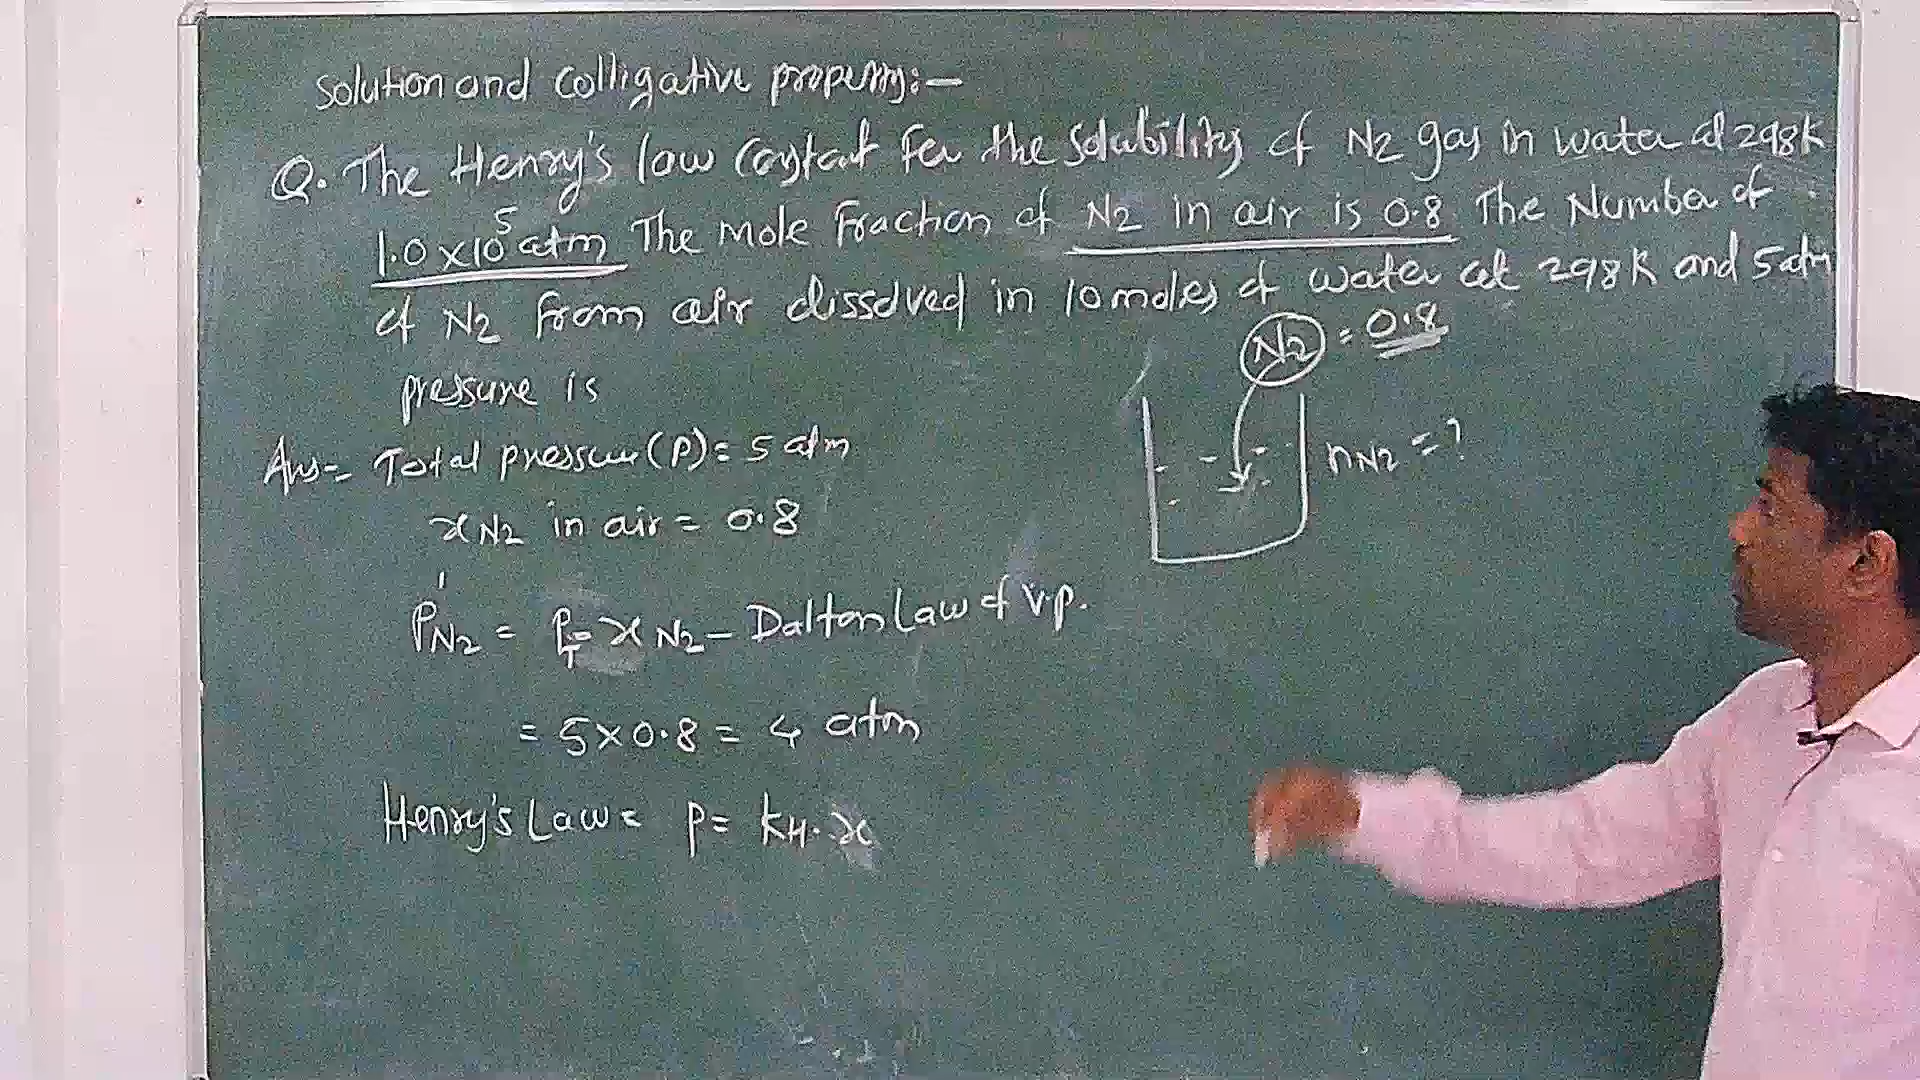 Solution and Colligative property:-
Q. The Henry's law constant for the solubility of N2 gas in water at 298K
1.0 x 10^5 atm The mole Fraction of N2 in air is 0.8 The Number of
of N2 from air dissolved in 10 moles of water at 298K and 5 atm
pressure is
N2 = 0.8
nN2 = ?
Ans- Total pressure (P) = 5 atm
x N2 in air = 0.8
P'N2 = PT x N2 - Dalton Law of V.p.
= 5 x 0.8 = 4 atm
Henry's Law = P = KH . x